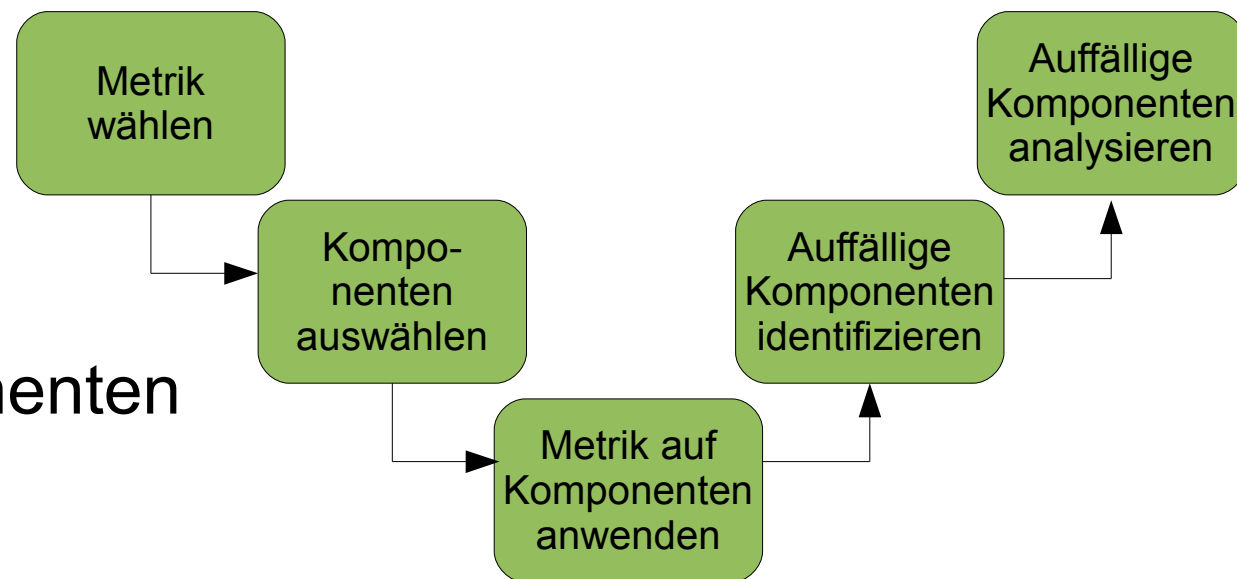 Metrik
wählen
Kompo-
nenten
auswählen
Metrik auf
Komponenten
anwenden
Auffällige
Komponenten
identifizieren
Auffällige
Komponenten
analysieren
nenten